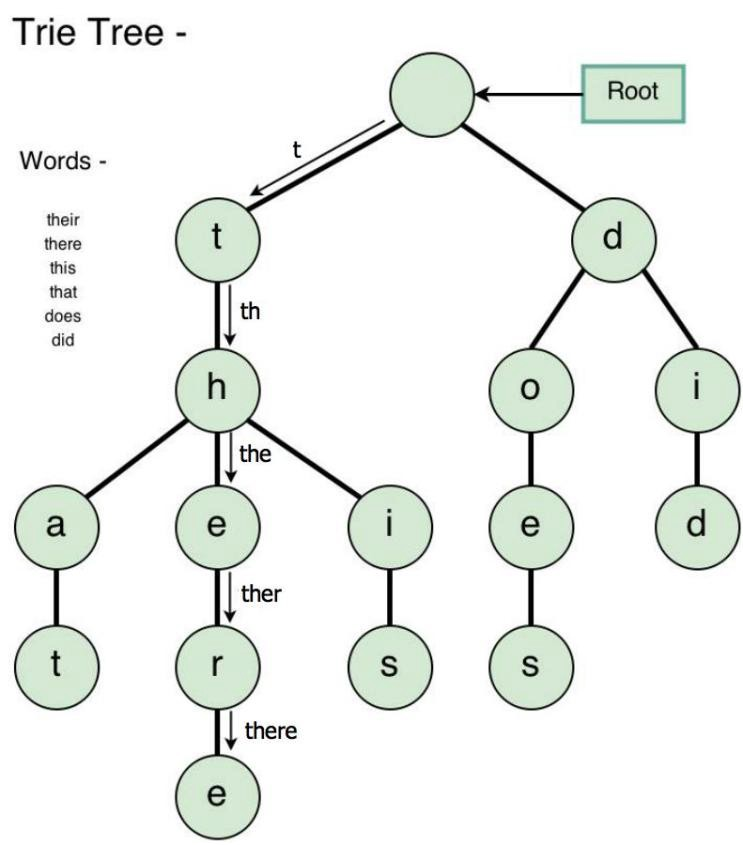 Trie Tree -
Root
Words -
their
there
this
that
does
did
t
t
d
th
h
o
i
the
a
e
i
e
d
ther
t
r
s
s
there
e